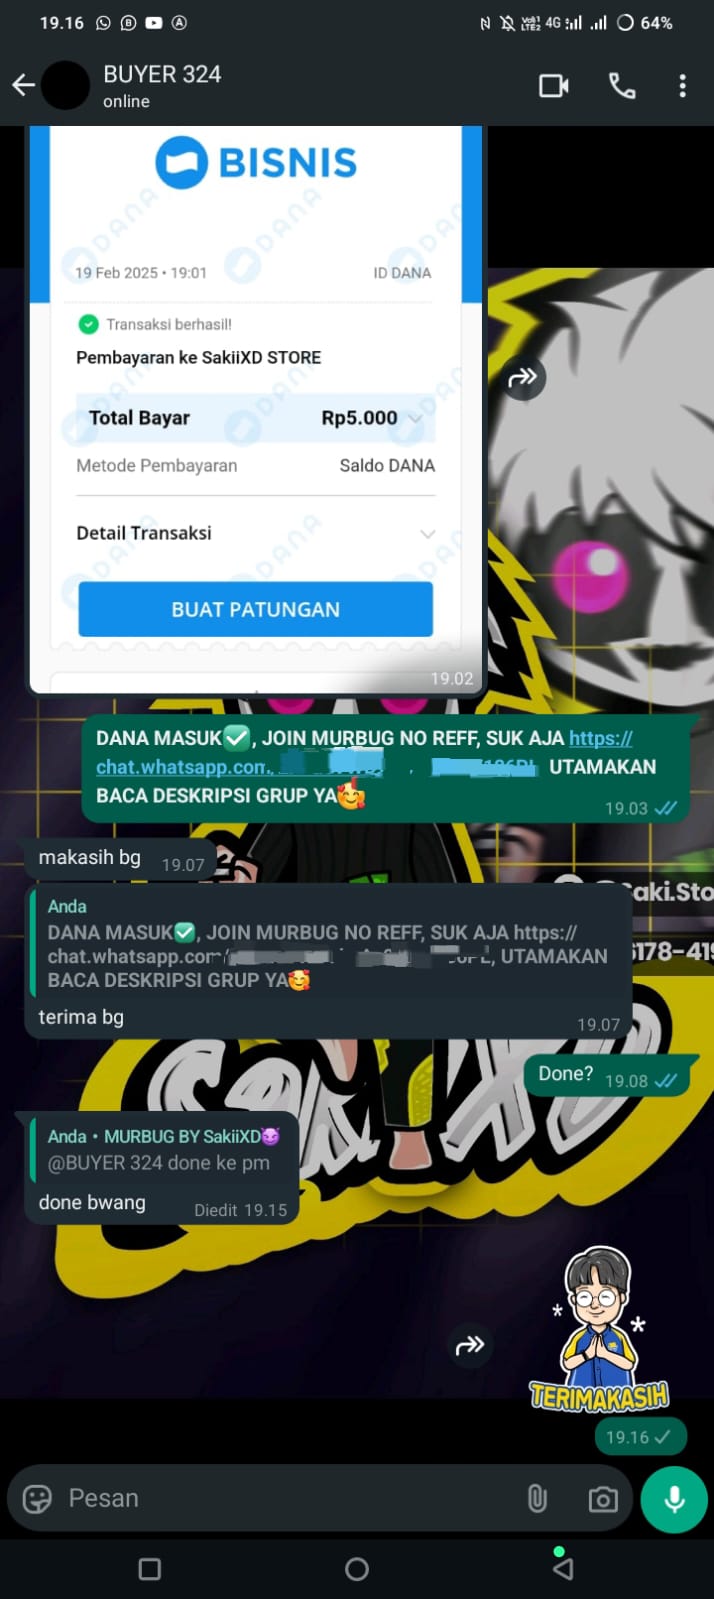 19.16
4G
64%
BUYER 324
online
BISNIS
19 Feb 2025 • 19:01
ID DANA
Transaksi berhasil!
Pembayaran ke SakiiXD STORE
Total Bayar
Rp5.000
Metode Pembayaran
Saldo DANA
Detail Transaksi
BUAT PATUNGAN
19.02
DANA MASUK✅, JOIN MURBUG NO REFF, SUK AJA https://
chat.whatsapp.com UTAMAKAN
BACA DESKRIPSI GRUP YA🥰
19.03
makasih bg
19.07
Anda
DANA MASUK✅, JOIN MURBUG NO REFF, SUK AJA https://
chat.whatsapp.com/ UTAMAKAN
BACA DESKRIPSI GRUP YA🥰
terima bg
19.07
Done?
19.08
Anda • MURBUG BY SakiiXD😈
@BUYER 324 done ke pm
done bwang
Diedit 19.15
TERIMAKASIH
19.16
Pesan